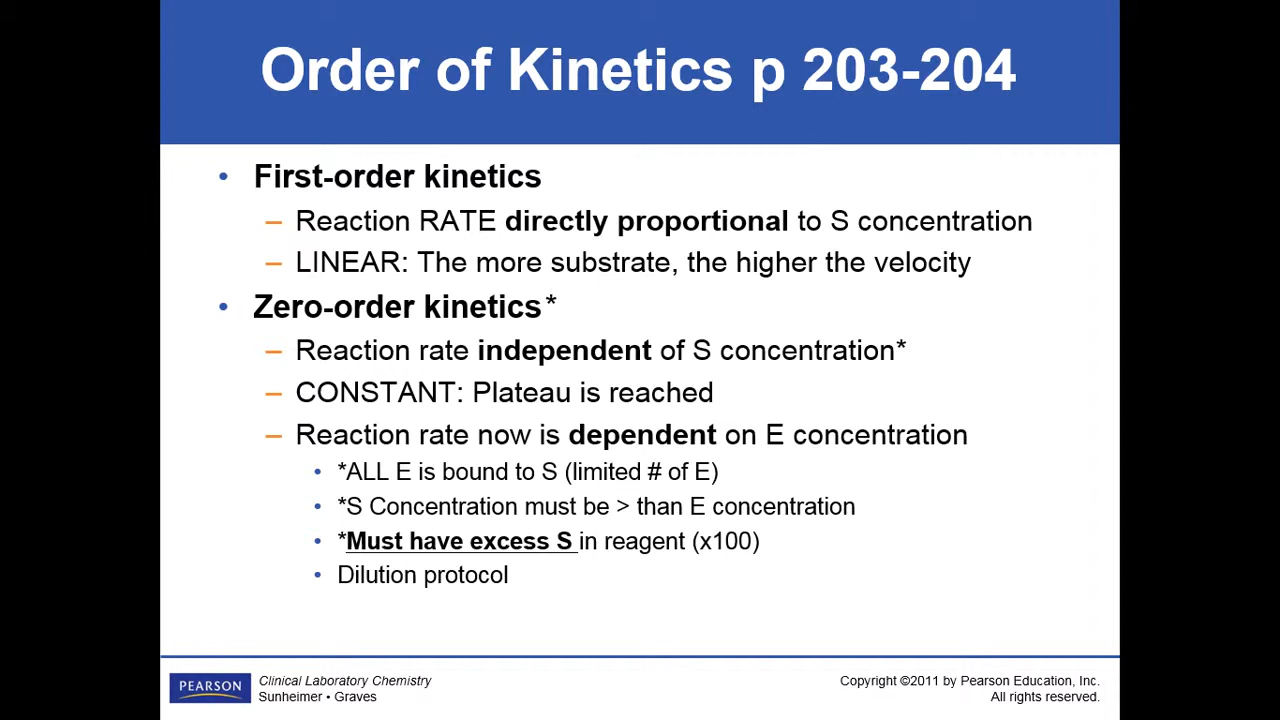 Order of Kinetics p 203-204
• First-order kinetics
– Reaction RATE directly proportional to S concentration
– LINEAR: The more substrate, the higher the velocity
• Zero-order kinetics*
– Reaction rate independent of S concentration*
– CONSTANT: Plateau is reached
– Reaction rate now is dependent on E concentration
• *ALL E is bound to S (limited # of E)
• *S Concentration must be > than E concentration
• *Must have excess S in reagent (x100)
• Dilution protocol
PEARSON
Clinical Laboratory Chemistry
Sunheimer • Graves
Copyright ©2011 by Pearson Education, Inc.
All rights reserved.